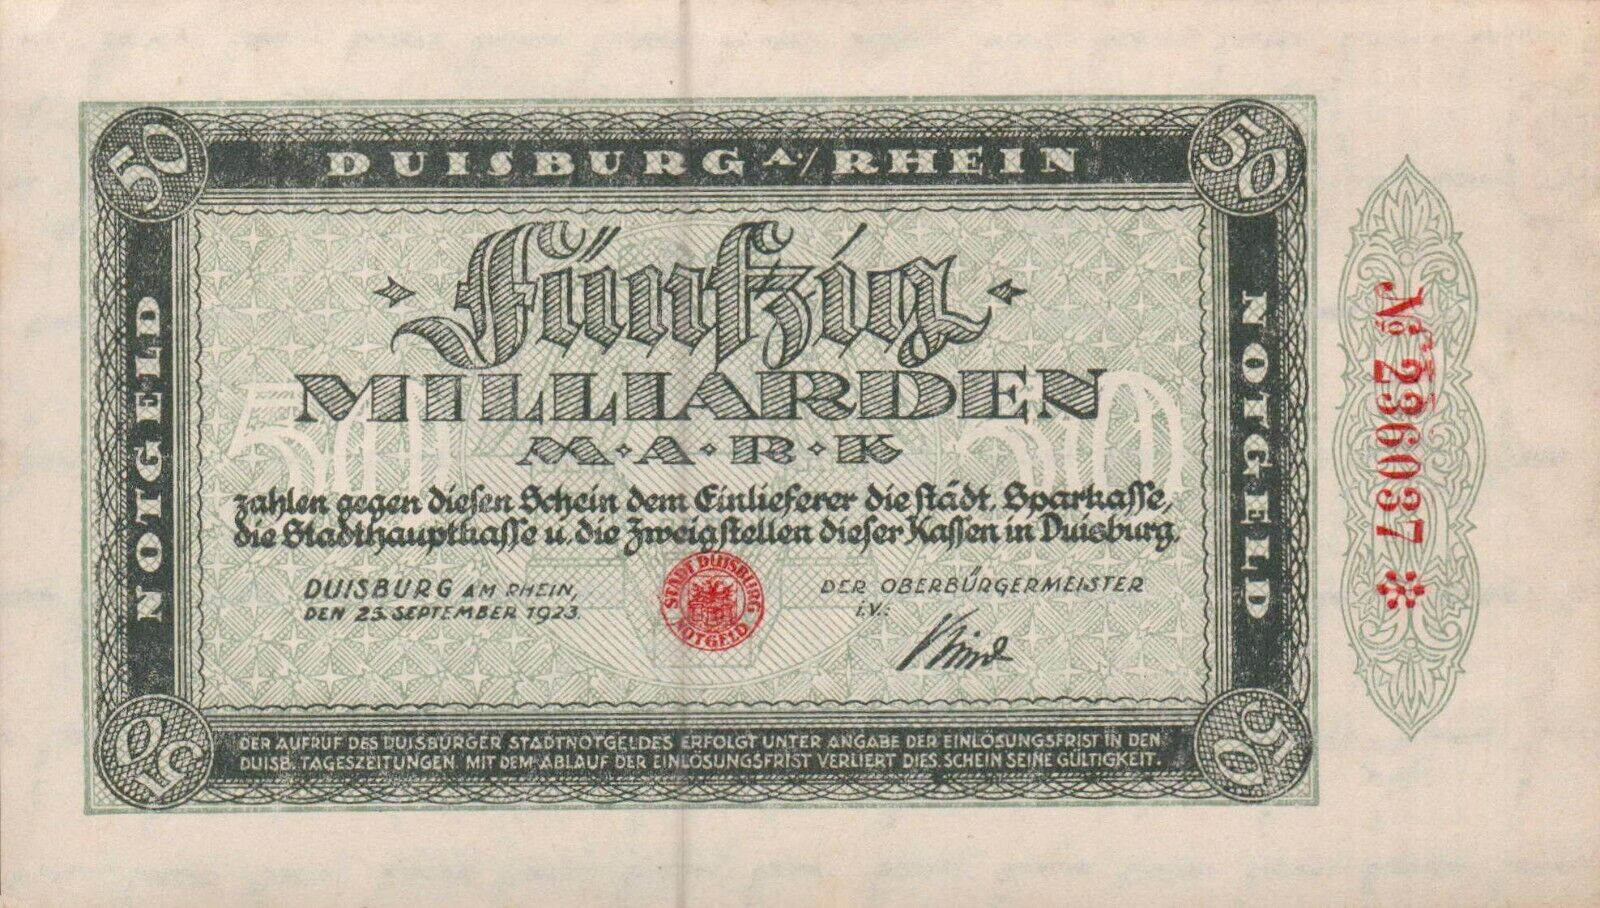 DUISBURG A./RHEIN
50
50
NOTGELD
NOTGELD
50
50
Fünfzig
MILLIARDEN
M·A·R·K
50
50
zahlen gegen diesen Schein dem Einlieferer die städt. Sparkasse,
die Stadthauptkasse u. die Zweigstellen dieser Kassen in Duisburg.
DUISBURG AM RHEIN,
DEN 25. SEPTEMBER 1923.
STADT DUISBURG
NOTGELD
DER OBERBÜRGERMEISTER
i.V.:
DER AUFRUF DES DUISBURGER STADTNOTGELDES ERFOLGT UNTER ANGABE DER EINLÖSUNGSFRIST IN DEN
DUISB. TAGESZEITUNGEN. MIT DEM ABLAUF DER EINLÖSUNGSFRIST VERLIERT DIES. SCHEIN SEINE GÜLTIGKEIT.
№ 236037 *